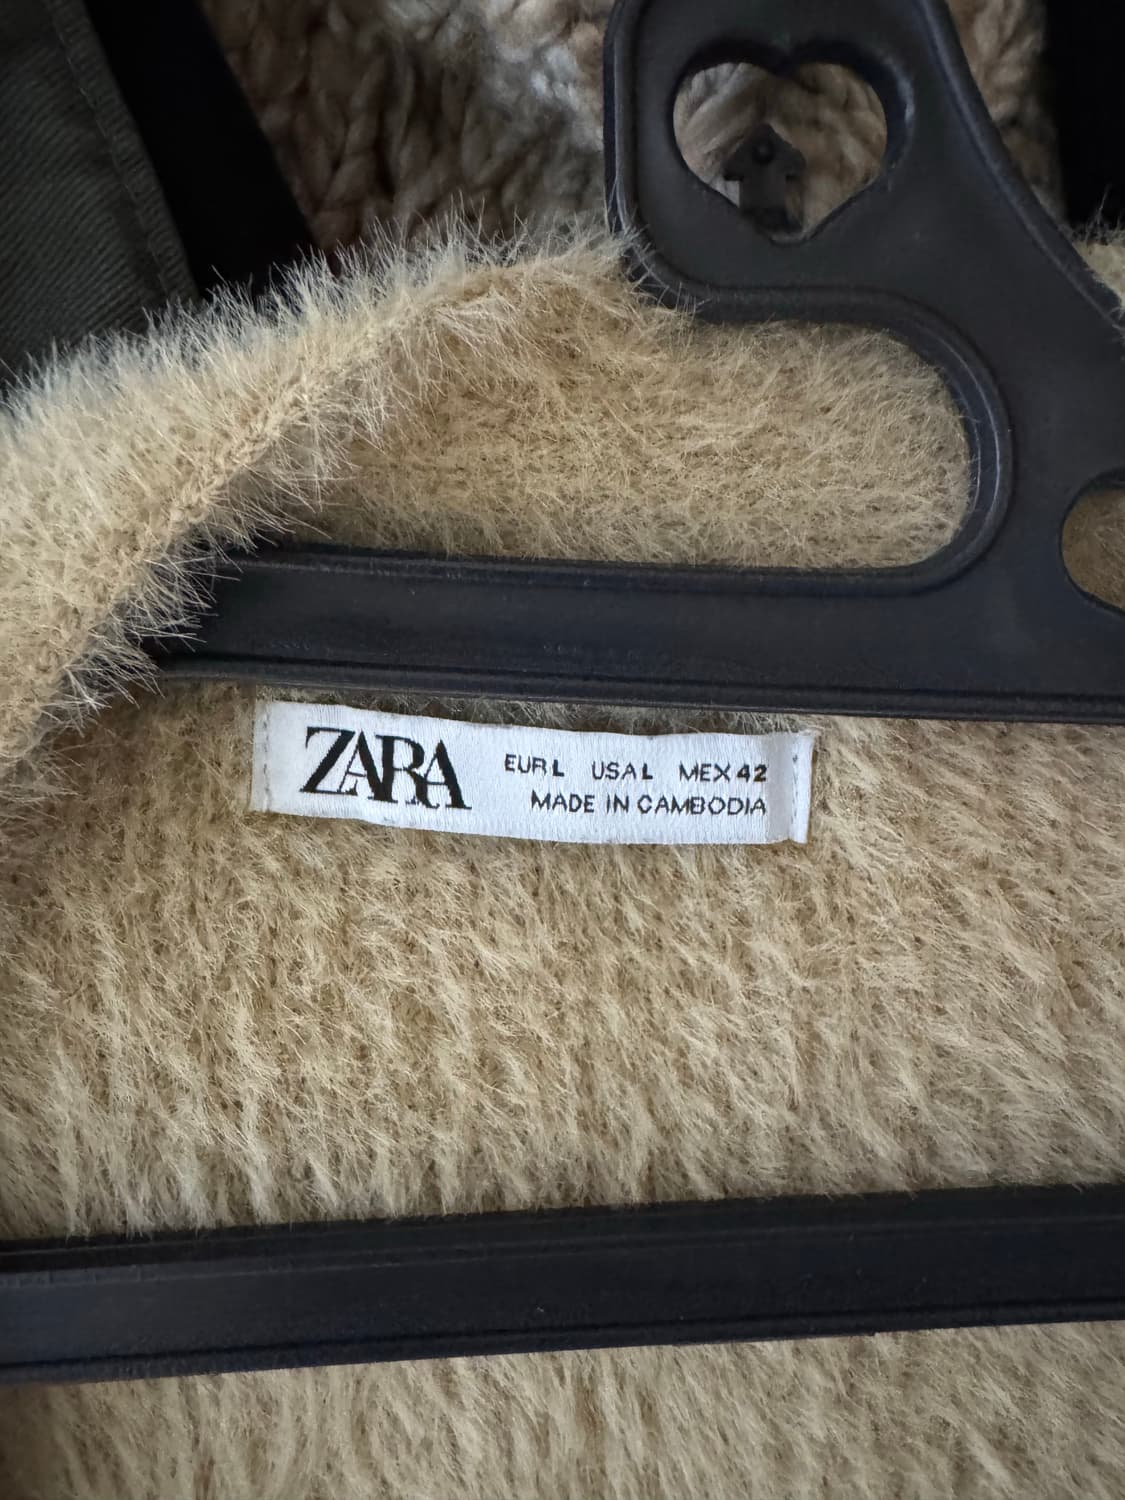 ZARA
EUR L USA L MEX 42
MADE IN CAMBODIA